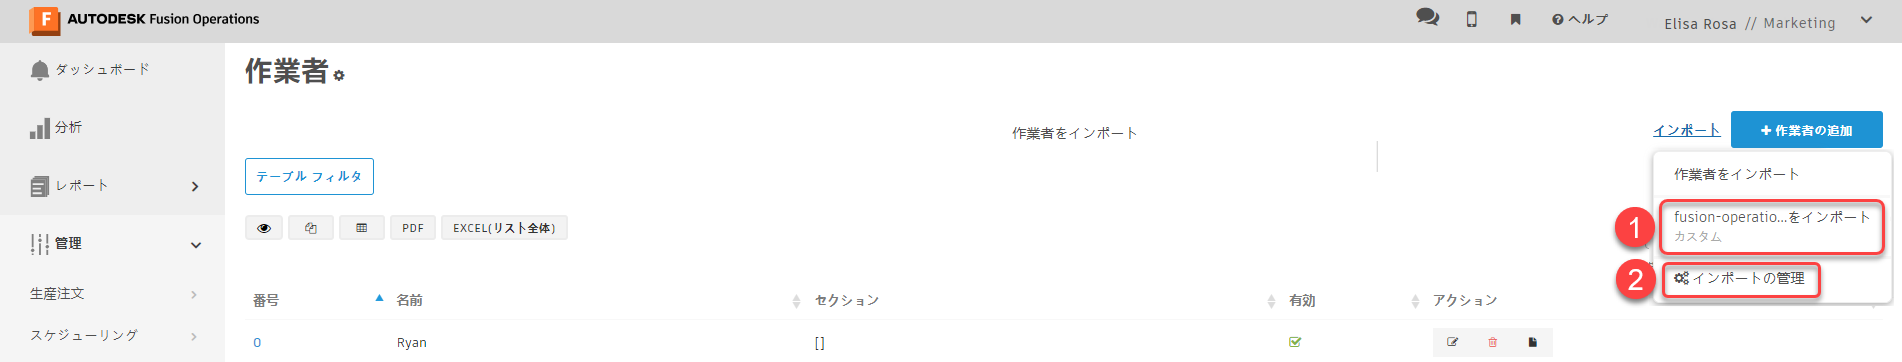 AUTODESK Fusion Operations
ヘルプ
Elisa Rosa // Marketing
ダッシュボード
分析
レポート
管理
生産注文
スケジューリング
作業者
作業者をインポート
インポート
+ 作業者の追加
作業者をインポート
1
fusion-operatio...をインポート
カスタム
2
インポートの管理
テーブル フィルタ
PDF
EXCEL(リスト全体)
番号
名前
セクション
有効
アクション
0
Ryan
[]